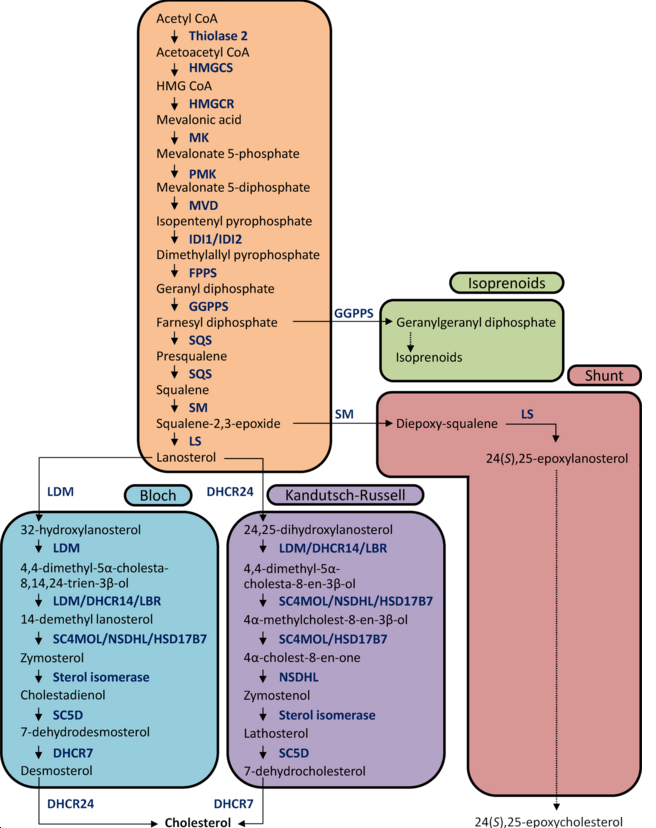 Acetyl CoA
Thiolase 2
Acetoacetyl CoA
HMGCS
HMG CoA
HMGCR
Mevalonic acid
MK
Mevalonate 5-phosphate
PMK
Mevalonate 5-diphosphate
MVD
Isopentenyl pyrophosphate
IDI1/IDI2
Dimethylallyl pyrophosphate
FPPS
Geranyl diphosphate
GGPPS
Farnesyl diphosphate
SQS
Presqualene
SQS
Squalene
SM
Squalene-2,3-epoxide
LS
Lanosterol
Isoprenoids
GGPPS
Geranylgeranyl diphosphate
Isoprenoids
Shunt
SM
Diepoxy-squalene
LS
24(S),25-epoxylanosterol
24(S),25-epoxycholesterol
LDM
Bloch
32-hydroxylanosterol
LDM
4,4-dimethyl-5α-cholesta-
8,14,24-trien-3β-ol
LDM/DHCR14/LBR
14-demethyl lanosterol
SC4MOL/NSDHL/HSD17B7
Zymosterol
Sterol isomerase
Cholestadienol
SC5D
7-dehydrodesmosterol
DHCR7
Desmosterol
DHCR24
DHCR24
Kandutsch-Russell
24,25-dihydroxylanosterol
LDM/DHCR14/LBR
4,4-dimethyl-5α-
cholesta-8-en-3β-ol
SC4MOL/NSDHL/HSD17B7
4α-methylcholest-8-en-3β-ol
SC4MOL/HSD17B7
4α-cholest-8-en-one
NSDHL
Zymostenol
Sterol isomerase
Lathosterol
SC5D
7-dehydrocholesterol
DHCR7
Cholesterol